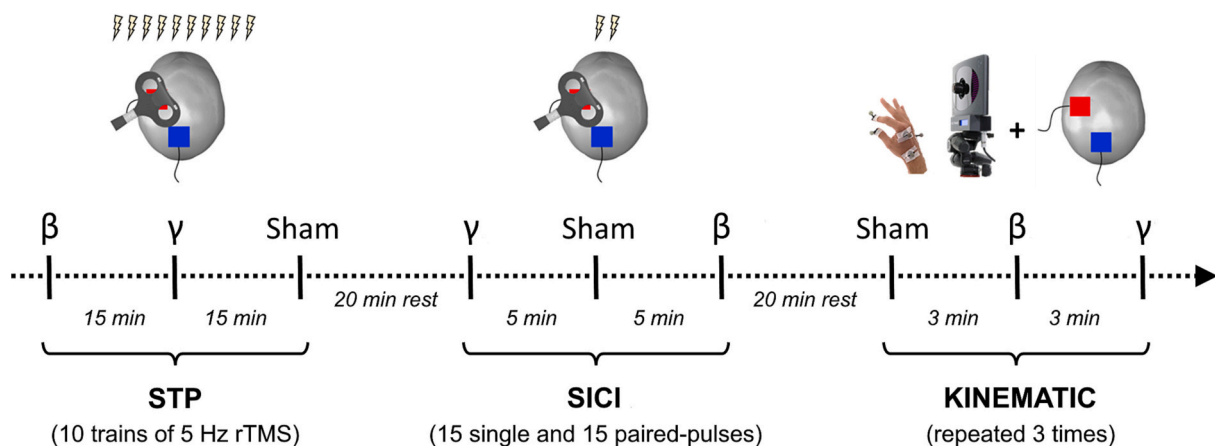 +
β γ Sham γ Sham β Sham β γ
15 min 15 min 20 min rest 5 min 5 min 20 min rest 3 min 3 min
STP SICI KINEMATIC
(10 trains of 5 Hz rTMS) (15 single and 15 paired-pulses) (repeated 3 times)